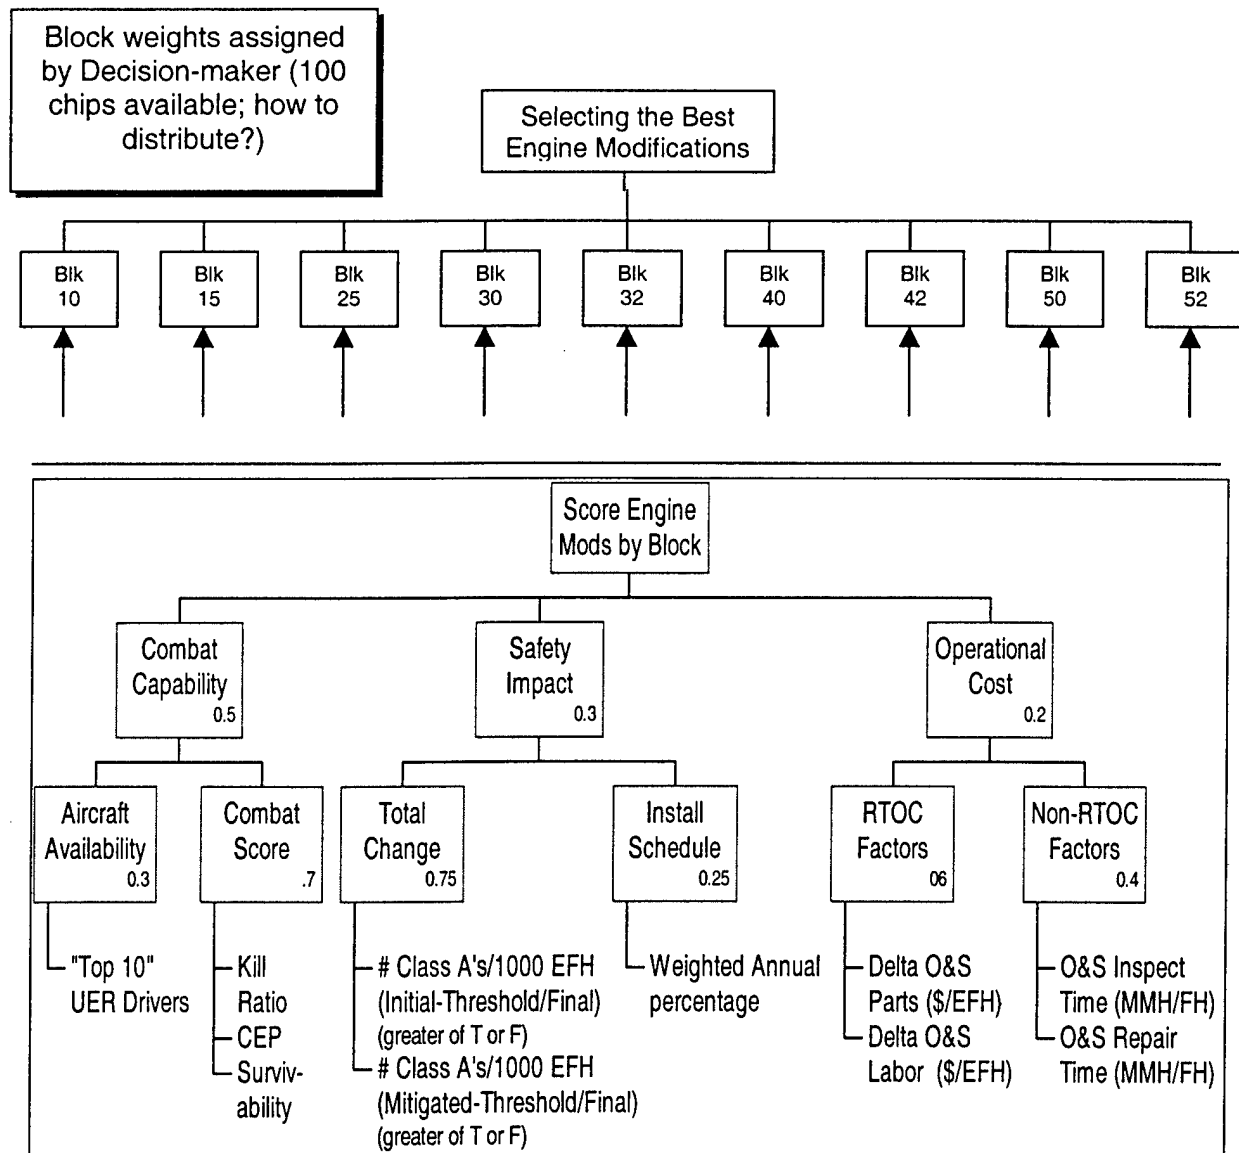 Block weights assigned
by Decision-maker (100
chips available; how to
distribute?)
Selecting the Best
Engine Modifications
Blk
10
Blk
15
Blk
25
Blk
30
Blk
32
Blk
40
Blk
42
Blk
50
Blk
52
Score Engine
Mods by Block
Combat
Capability
0.5
Safety
Impact
0.3
Operational
Cost
0.2
Aircraft
Availability
0.3
Combat
Score
.7
Total
Change
0.75
Install
Schedule
0.25
RTOC
Factors
06
Non-RTOC
Factors
0.4
"Top 10"
UER Drivers
Kill
Ratio
CEP
Surviv-
ability
# Class A's/1000 EFH
(Initial-Threshold/Final)
(greater of T or F)
# Class A's/1000 EFH
(Mitigated-Threshold/Final)
(greater of T or F)
Weighted Annual
percentage
Delta O&S
Parts ($/EFH)
Delta O&S
Labor ($/EFH)
O&S Inspect
Time (MMH/FH)
O&S Repair
Time (MMH/FH)